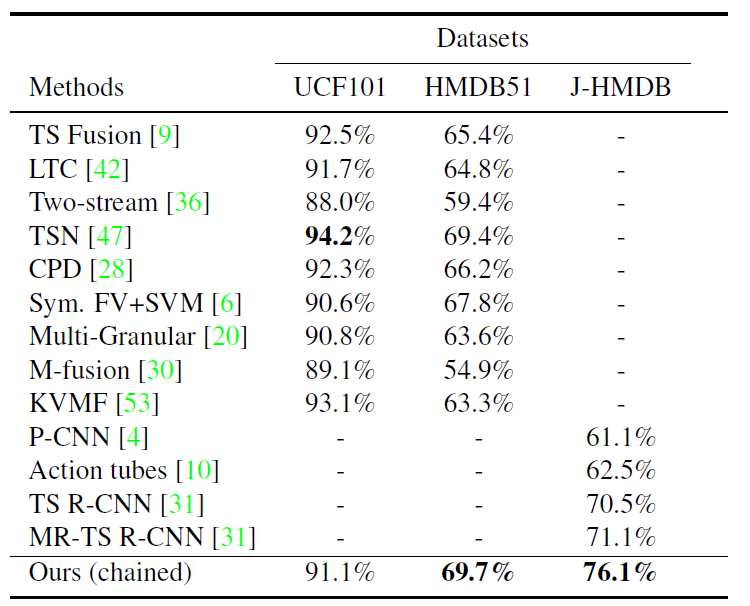 Datasets
Methods UCF101 HMDB51 J-HMDB
TS Fusion [9] 92.5% 65.4% -
LTC [42] 91.7% 64.8% -
Two-stream [36] 88.0% 59.4% -
TSN [47] 94.2% 69.4% -
CPD [28] 92.3% 66.2% -
Sym. FV+SVM [6] 90.6% 67.8% -
Multi-Granular [20] 90.8% 63.6% -
M-fusion [30] 89.1% 54.9% -
KVMF [53] 93.1% 63.3% -
P-CNN [4] - - 61.1%
Action tubes [10] - - 62.5%
TS R-CNN [31] - - 70.5%
MR-TS R-CNN [31] - - 71.1%
Ours (chained) 91.1% 69.7% 76.1%